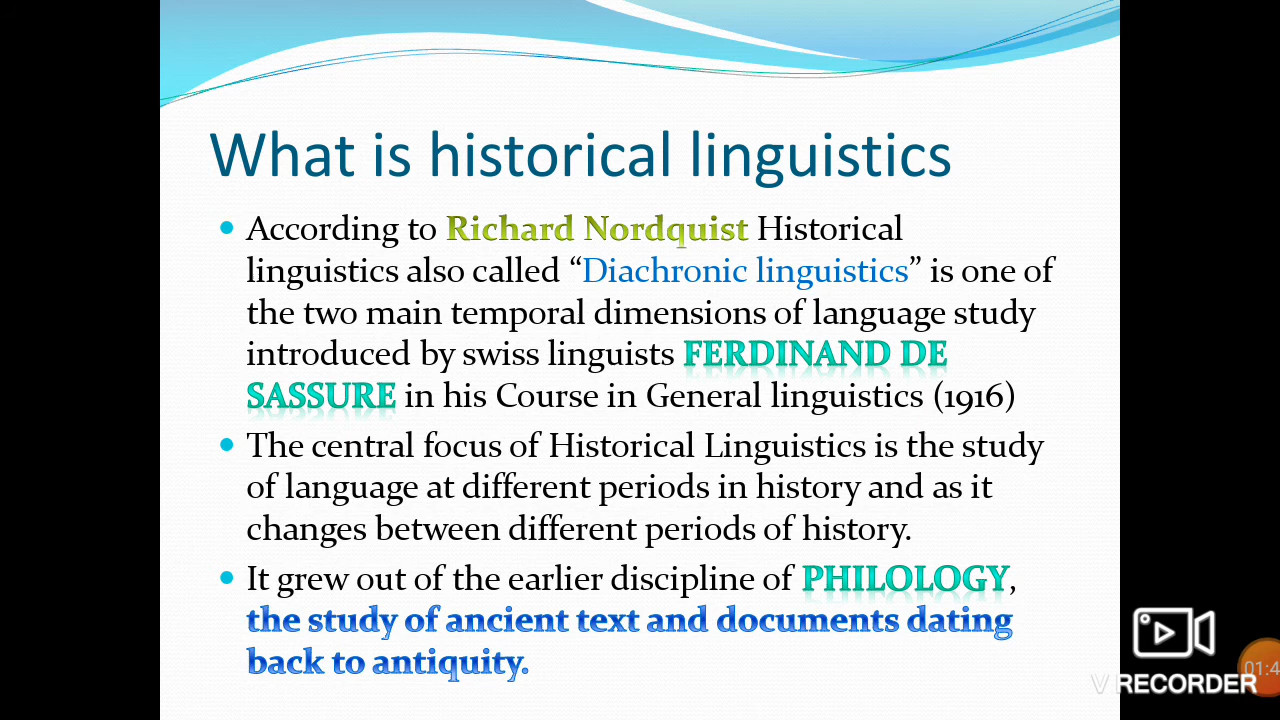 What is historical linguistics
• According to Richard Nordquist Historical
linguistics also called “Diachronic linguistics” is one of
the two main temporal dimensions of language study
introduced by swiss linguists FERDINAND DE
SASSURE in his Course in General linguistics (1916)
• The central focus of Historical Linguistics is the study
of language at different periods in history and as it
changes between different periods of history.
• It grew out of the earlier discipline of PHILOLOGY,
the study of ancient text and documents dating
back to antiquity.
01:4
V RECORDER